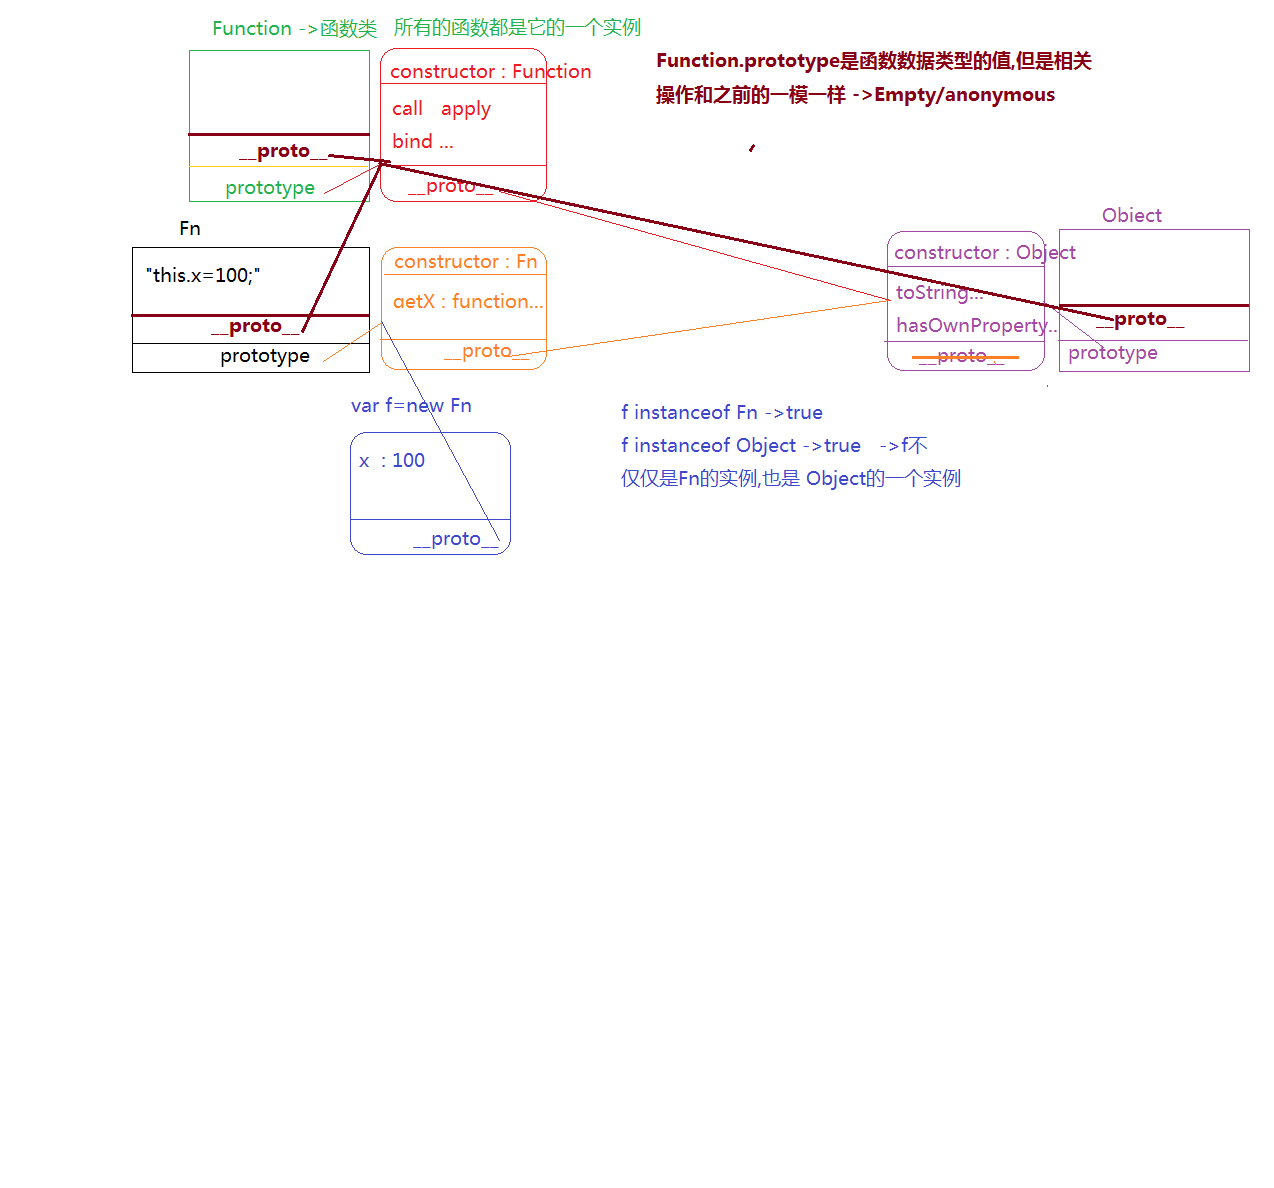 Function ->函数类 所有的函数都是它的一个实例
constructor : Function
call apply
bind ...
__proto__
__proto__
prototype
Function.prototype是函数数据类型的值,但是相关
操作和之前的一模一样 ->Empty/anonymous
Fn
"this.x=100;"
__proto__
prototype
constructor : Fn
getX : function...
__proto__
Object
constructor : Object
toString...
hasOwnProperty..
__proto__
__proto__
prototype
var f=new Fn
x : 100
__proto__
f instanceof Fn ->true
f instanceof Object ->true ->f不
仅仅是Fn的实例,也是 Object的一个实例